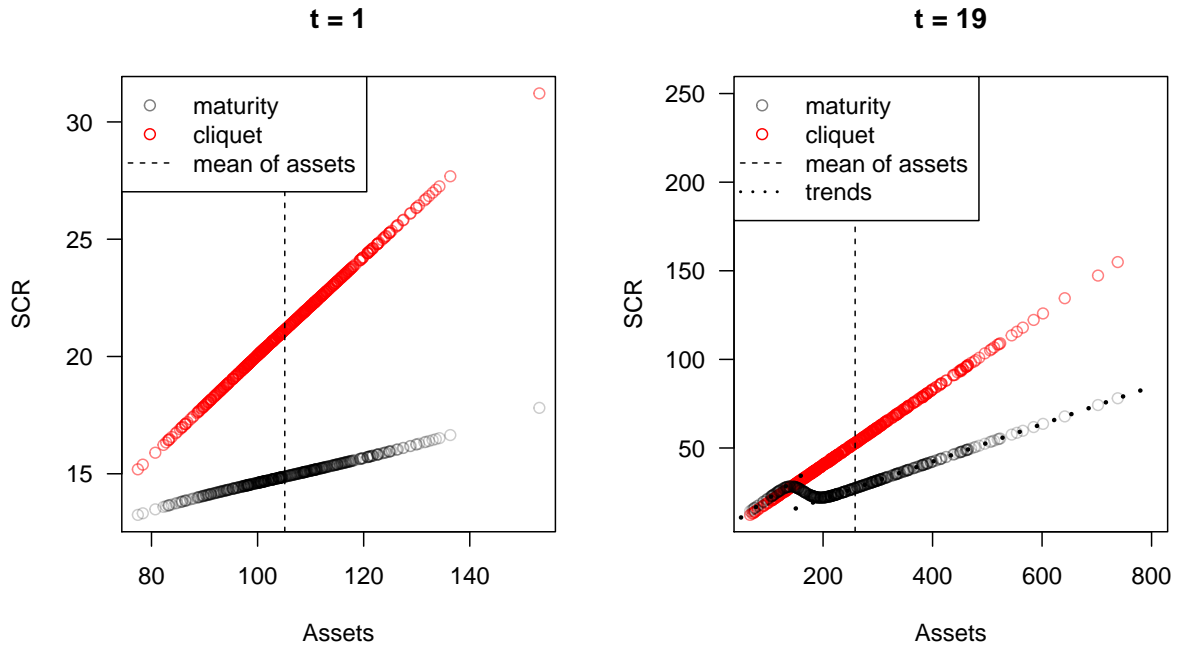 t = 1
maturity
cliquet
mean of assets
SCR
30
25
20
15
80 100 120 140
Assets
t = 19
maturity
cliquet
mean of assets
trends
SCR
250
200
150
100
50
200 400 600 800
Assets